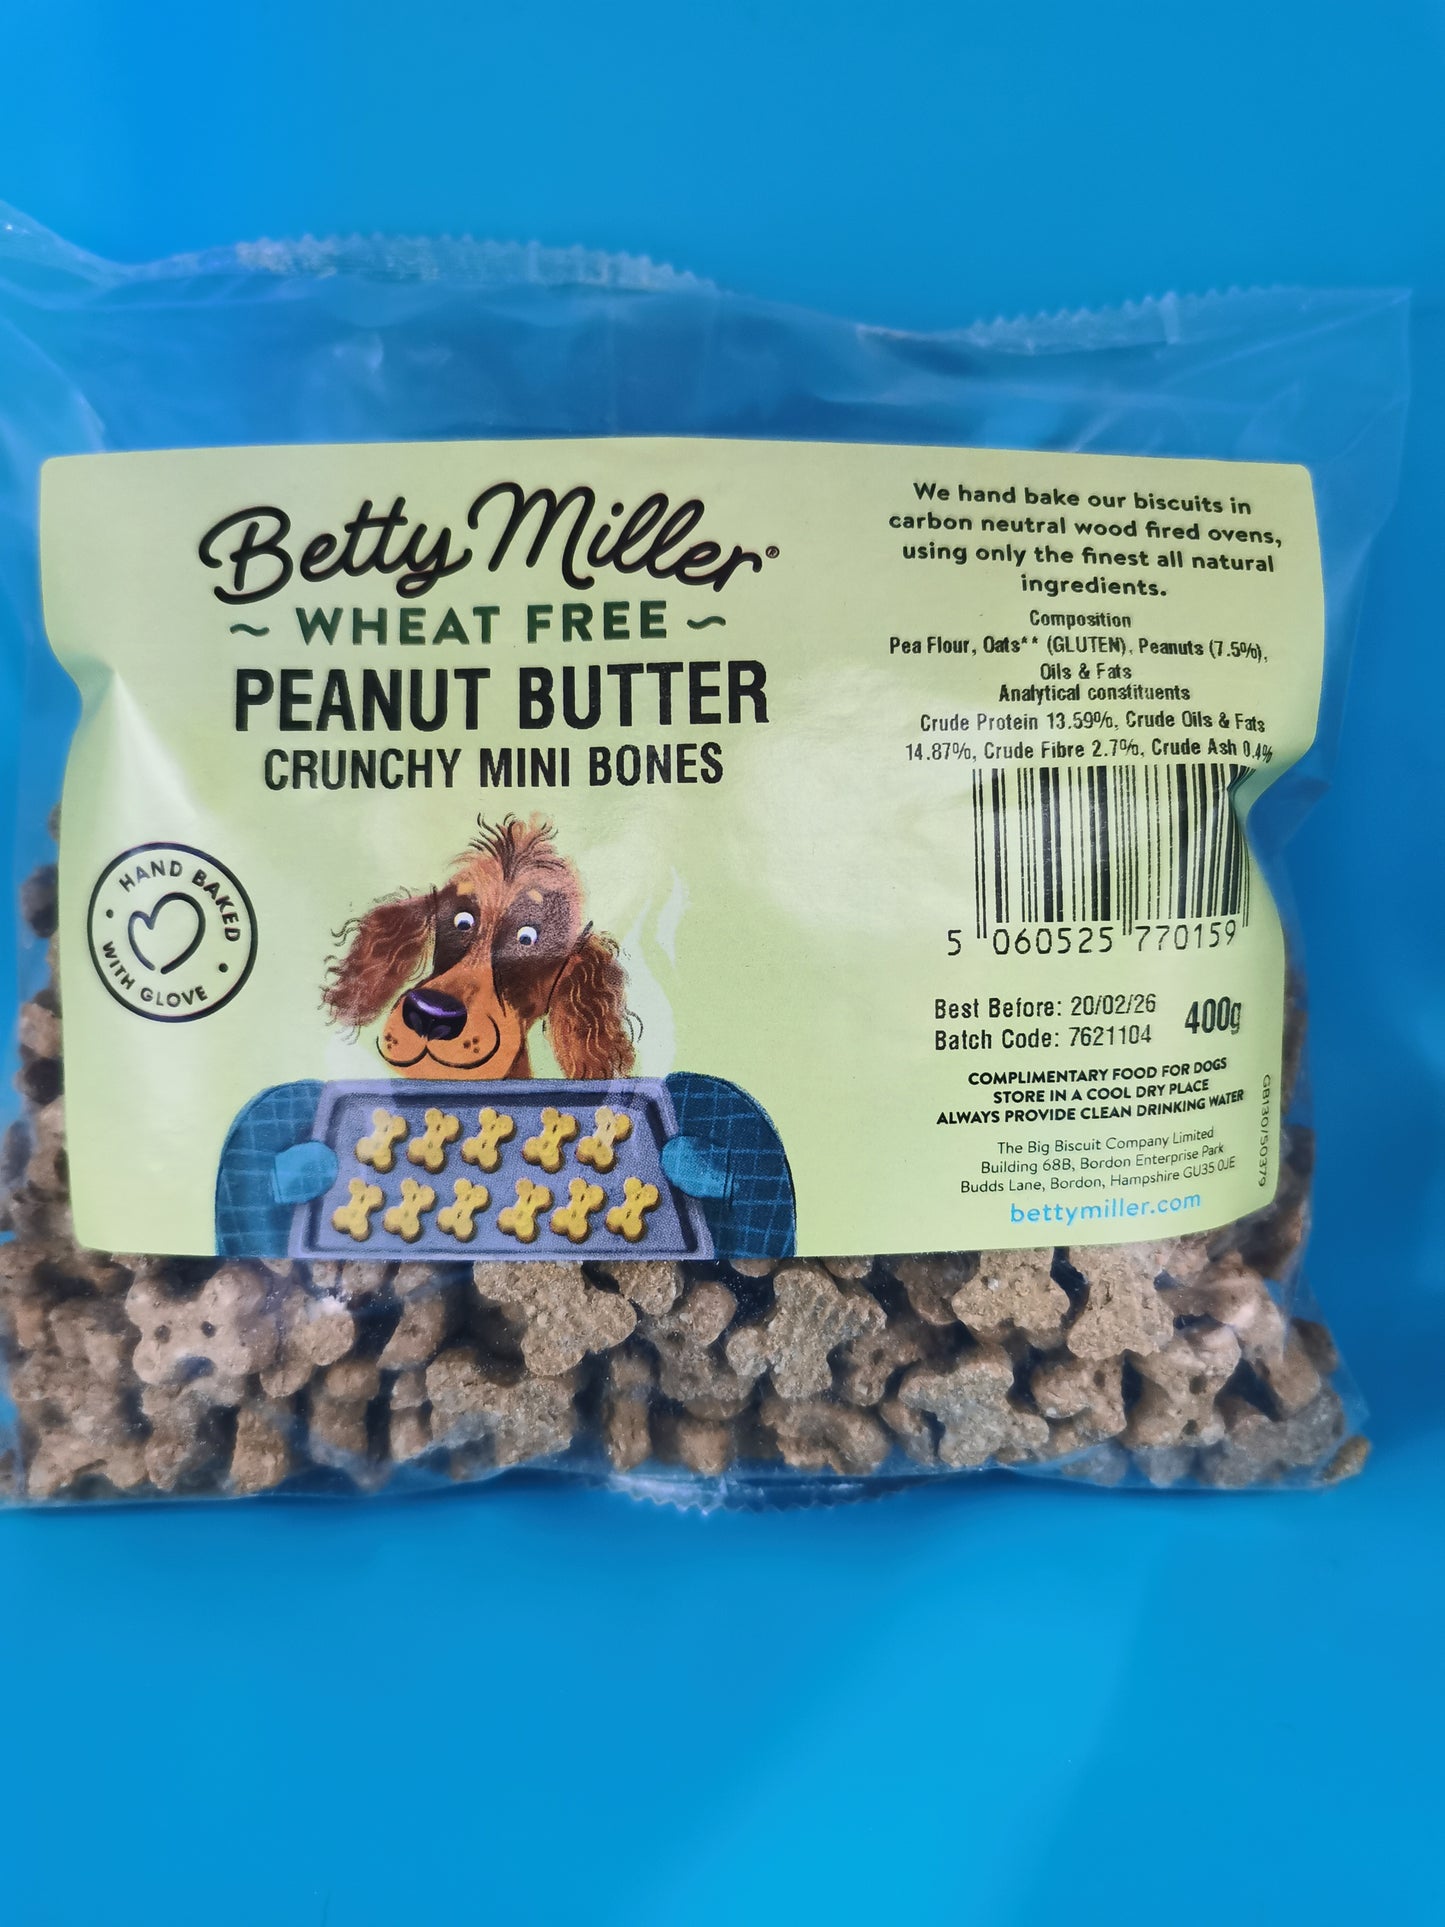 Betty Miller®
~ WHEAT FREE ~
PEANUT BUTTER
CRUNCHY MINI BONES
HAND BAKED
WITH GLOVE
We hand bake our biscuits in
carbon neutral wood fired ovens,
using only the finest all natural
ingredients.
Composition
Pea Flour, Oats** (GLUTEN), Peanuts (7.5%),
Oils & Fats
Analytical constituents
Crude Protein 13.59%, Crude Oils & Fats
14.87%, Crude Fibre 2.7%, Crude Ash 0.4%
5 060525 770159
Best Before: 20/02/26
Batch Code: 7621104
400g
COMPLIMENTARY FOOD FOR DOGS
STORE IN A COOL DRY PLACE
ALWAYS PROVIDE CLEAN DRINKING WATER
The Big Biscuit Company Limited
Building 68B, Bordon Enterprise Park
Budds Lane, Bordon, Hampshire GU35 0JE
bettymiller.com
GB130/S0379